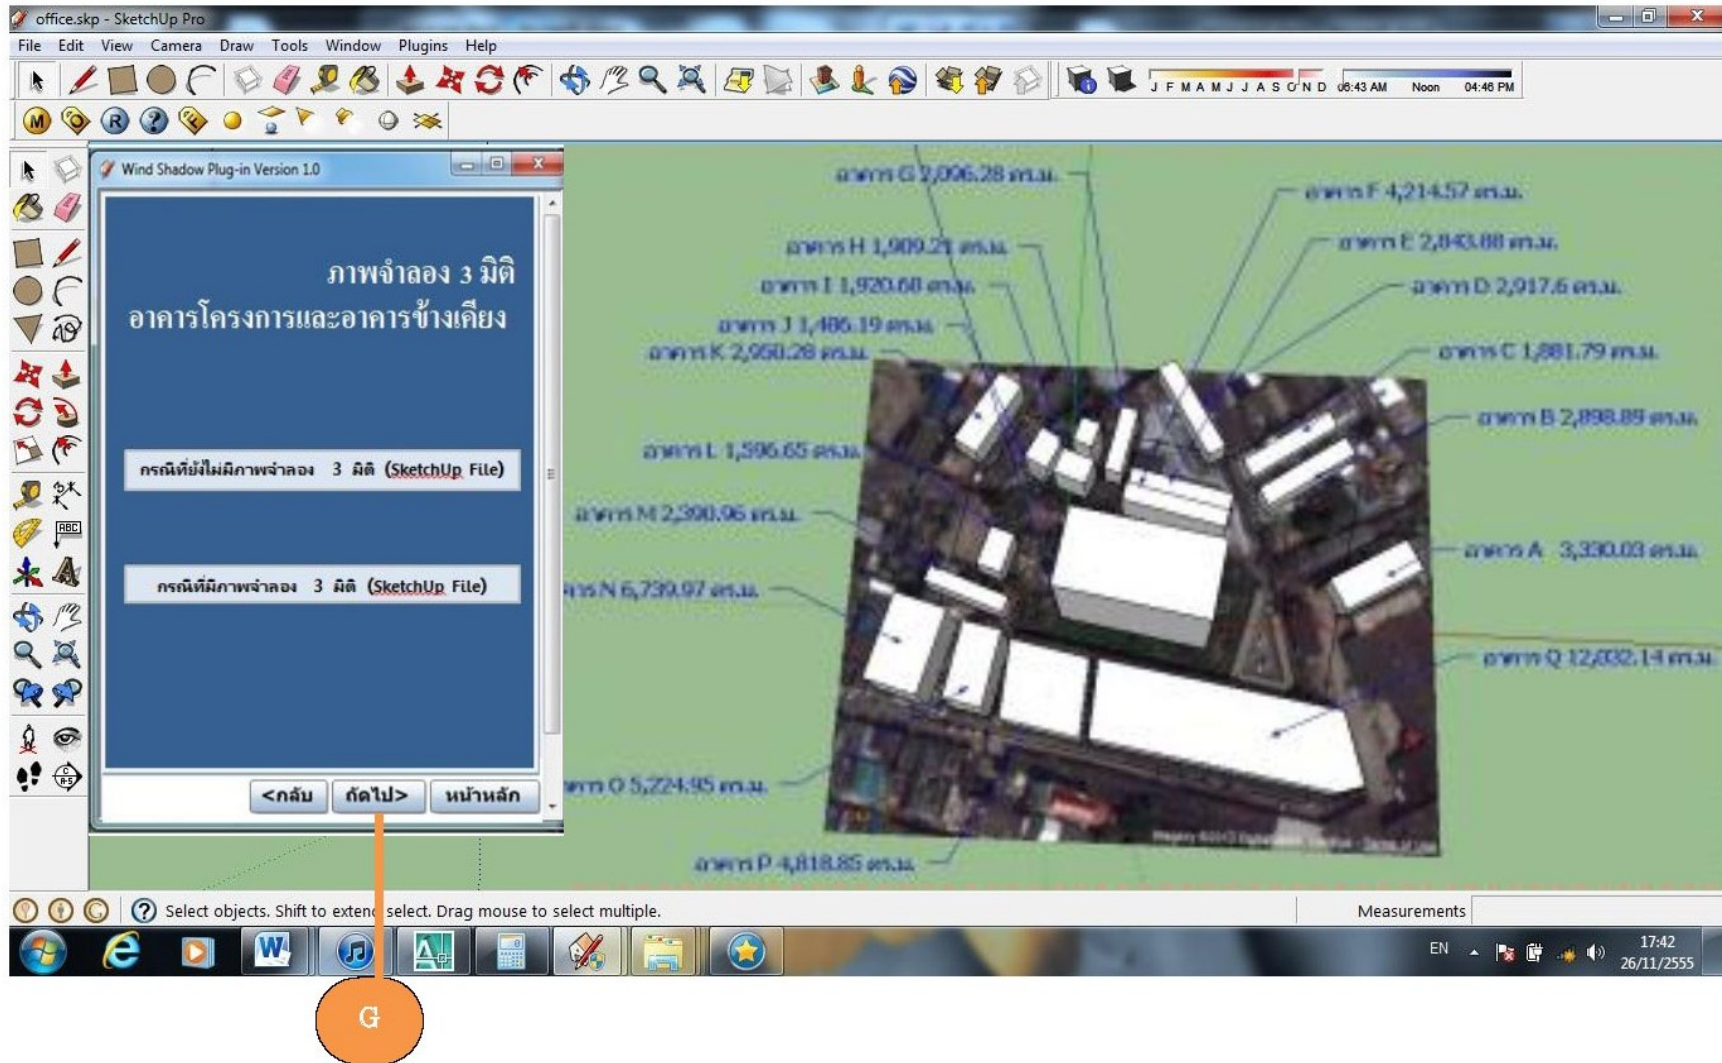 office.skp - SketchUp Pro
File Edit View Camera Draw Tools Window Plugins Help
J F M A M J J A S O N D 06:43 AM Noon 04:46 PM
M R ?
Wind Shadow Plug-in Version 1.0
ภาพจำลอง 3 มิติ
อาคารโครงการและอาคารข้างเคียง
กรณีที่ยังไม่มีภาพจำลอง 3 มิติ (SketchUp File)
กรณีที่มีภาพจำลอง 3 มิติ (SketchUp File)
<กลับ ถัดไป> หน้าหลัก
ABC
อาคาร G 2,096.28 ตร.ม.
อาคาร F 4,214.57 ตร.ม.
อาคาร H 1,909.21 ตร.ม.
อาคาร E 2,843.88 ตร.ม.
อาคาร I 1,920.68 ตร.ม.
อาคาร D 2,917.6 ตร.ม.
อาคาร J 1,486.19 ตร.ม.
อาคาร K 2,950.28 ตร.ม.
อาคาร C 1,881.79 ตร.ม.
อาคาร B 2,898.89 ตร.ม.
อาคาร L 1,596.65 ตร.ม.
อาคาร M 2,390.96 ตร.ม.
อาคาร A 3,330.03 ตร.ม.
าร N 6,739.97 ตร.ม.
อาคาร Q 12,032.14 ตร.ม.
คาร O 5,224.95 ตร.ม.
อาคาร P 4,818.85 ตร.ม.
Select objects. Shift to extend select. Drag mouse to select multiple.
Measurements
EN
17:42
26/11/2555
G